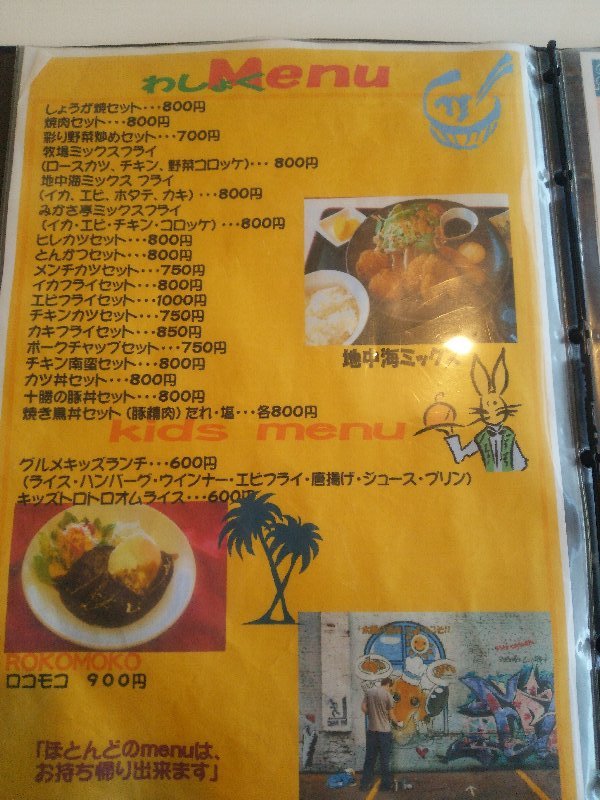 わしょく Menu
しょうが焼セット・・・800円
焼肉セット・・・800円
彩り野菜炒めセット・・・700円
牧場ミックスフライ
(ロースカツ、チキン、野菜コロッケ)・・・800円
地中海ミックス フライ
(イカ、エビ、ホタテ、カキ)・・・800円
みかさ亭ミックスフライ
(イカ・エビ・チキン・コロッケ)・・・800円
ヒレカツセット・・・800円
とんかつセット・・・800円
メンチカツセット・・・750円
イカフライセット・・・800円
エビフライセット・・・1000円
チキンカツセット・・・750円
カキフライセット・・・850円
ポークチャップセット・・・750円
チキン南蛮セット・・・800円
カツ丼セット・・・800円
十勝の豚丼セット・・・800円
焼き鳥丼セット (豚精肉) たれ・塩・・・各800円
地中海ミックス
kids menu
グルメキッズランチ・・・600円
(ライス・ハンバーグ・ウインナー・エビフライ・唐揚げ・ジュース・プリン)
キッズトロトロオムライス・・・600円
ROKOMOKO
ロコモコ 900円
「ほとんどのmenuは、
お持ち帰り出来ます」